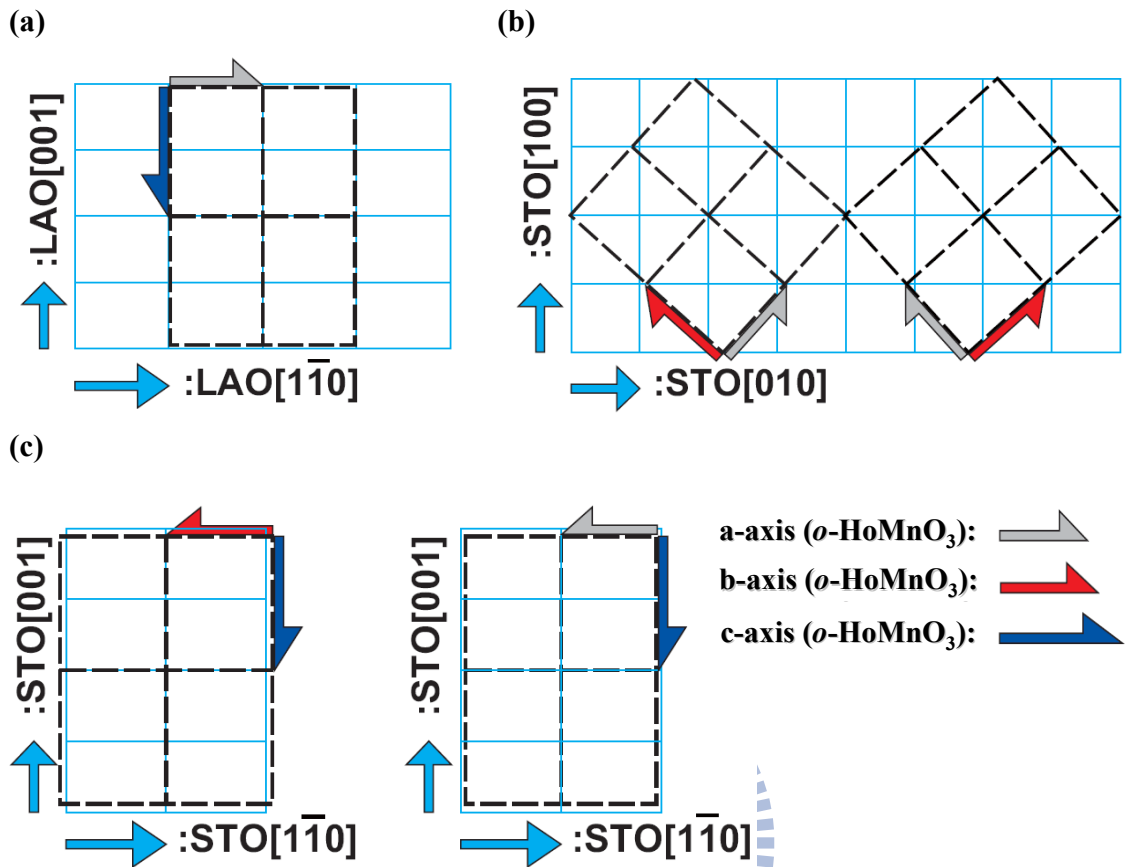 (a)
:LAO[001]
:LAO[11̅0]
(b)
:STO[100]
:STO[010]
(c)
:STO[001]
:STO[11̅0]
:STO[001]
:STO[11̅0]
a-axis (o-HoMnO₃):
b-axis (o-HoMnO₃):
c-axis (o-HoMnO₃):